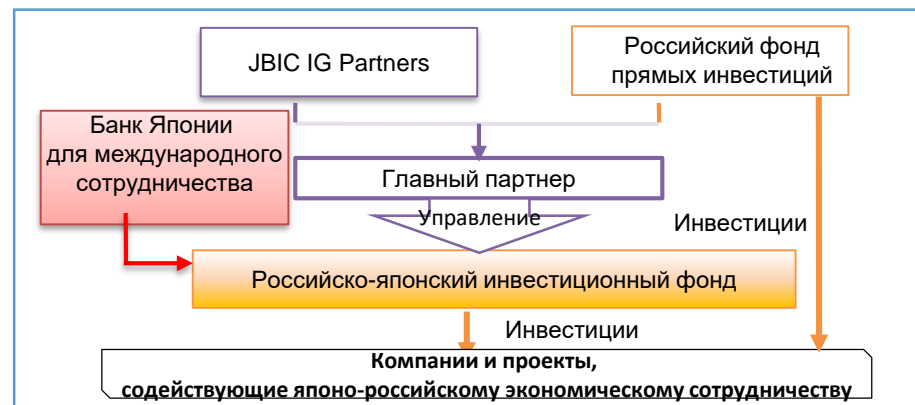 JBIC IG Partners
Российский фонд
прямых инвестиций
Банк Японии
для международного
сотрудничества
Главный партнер
Управление
Инвестиции
Российско-японский инвестиционный фонд
Инвестиции
Компании и проекты,
содействующие японо-российскому экономическому сотрудничеству